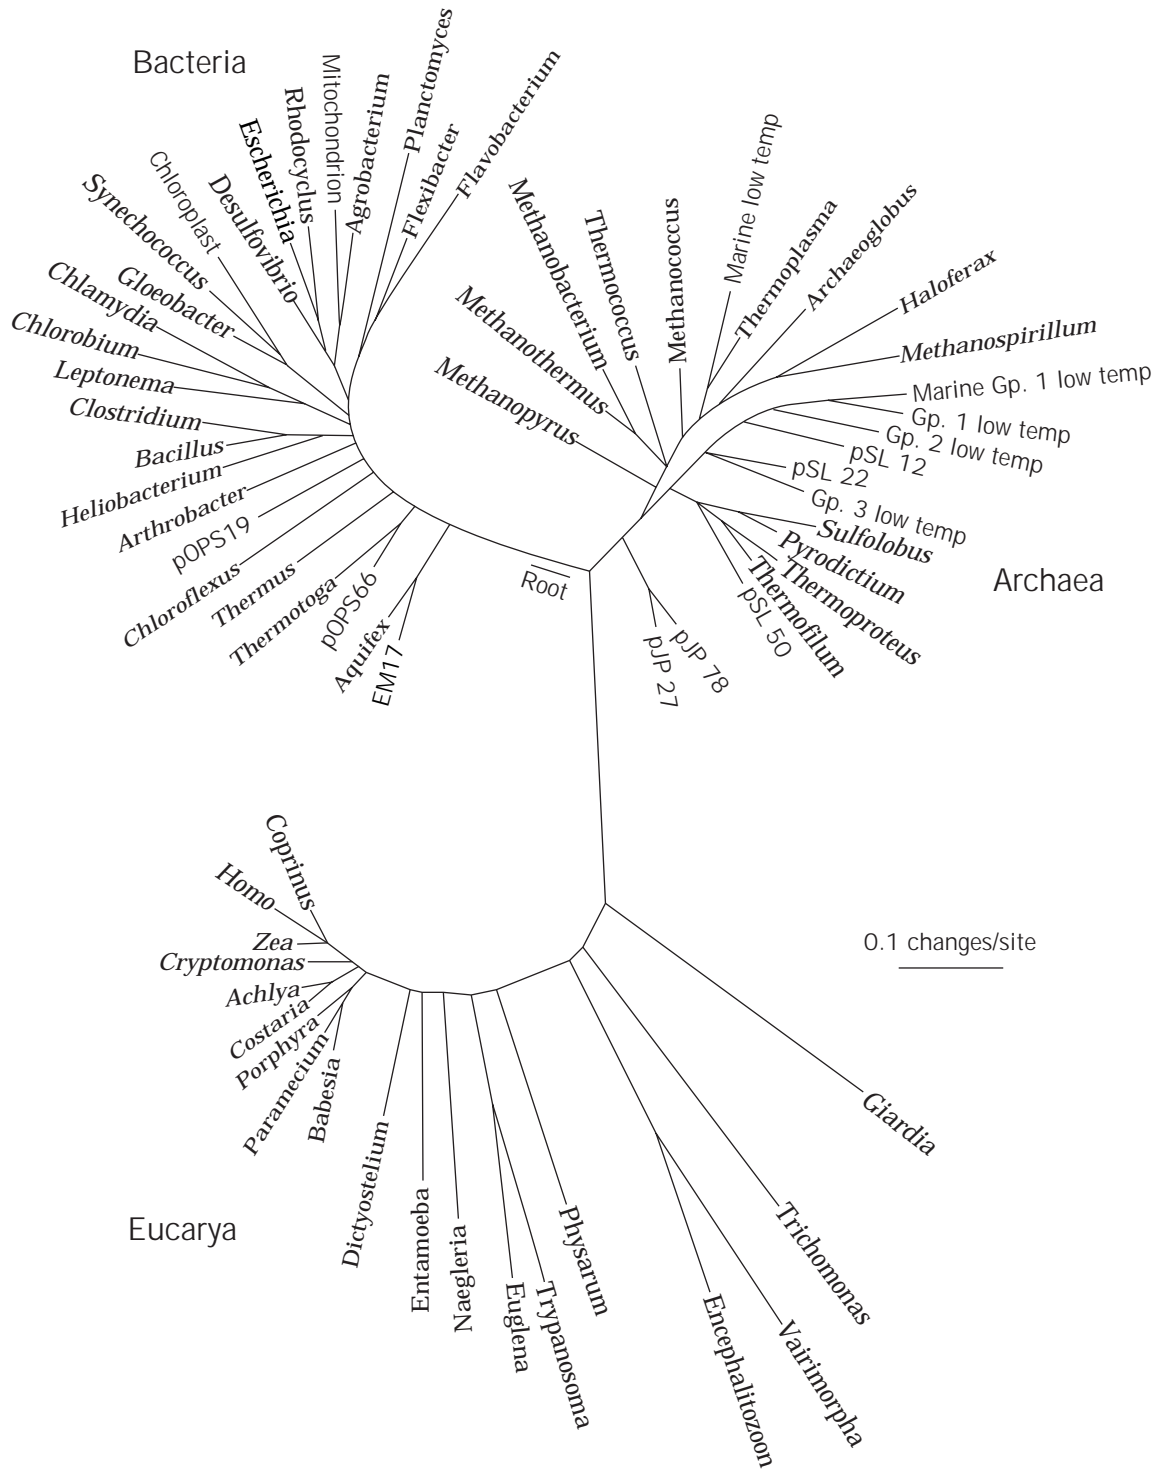 Bacteria
Planctomyces
Mitochondrion
Flavobacterium
Rhodocyclus
Agrobacterium
Escherichia
Flexibacter
Chloroplast
Desulfovibrio
Synechococcus
Gloeobacter
Chlamydia
Chlorobium
Leptonema
Clostridium
Bacillus
Heliobacterium
Arthrobacter
pOPS19
Chloroflexus
Thermus
Thermotoga
pOPS66
Aquifex
EM17
Root
Methanopyrus
Methanothermus
Methanobacterium
Thermococcus
Methanococcus
Marine low temp
Thermoplasma
Archaeoglobus
Haloferax
Methanospirillum
Marine Gp. 1 low temp
Gp. 1 low temp
Gp. 2 low temp
pSL 12
pSL 22
Gp. 3 low temp
Sulfolobus
Pyrodictium
Thermoproteus
Thermofilum
pSL 50
pJP 78
pJP 27
Archaea
Coprinus
Homo
Zea
Cryptomonas
Achlya
Costaria
Porphyra
Paramecium
Babesia
Dictyostelium
Entamoeba
Naegleria
Euglena
Trypanosoma
Physarum
Encephalitozoon
Vairimorpha
Trichomonas
Giardia
0.1 changes/site
Eucarya